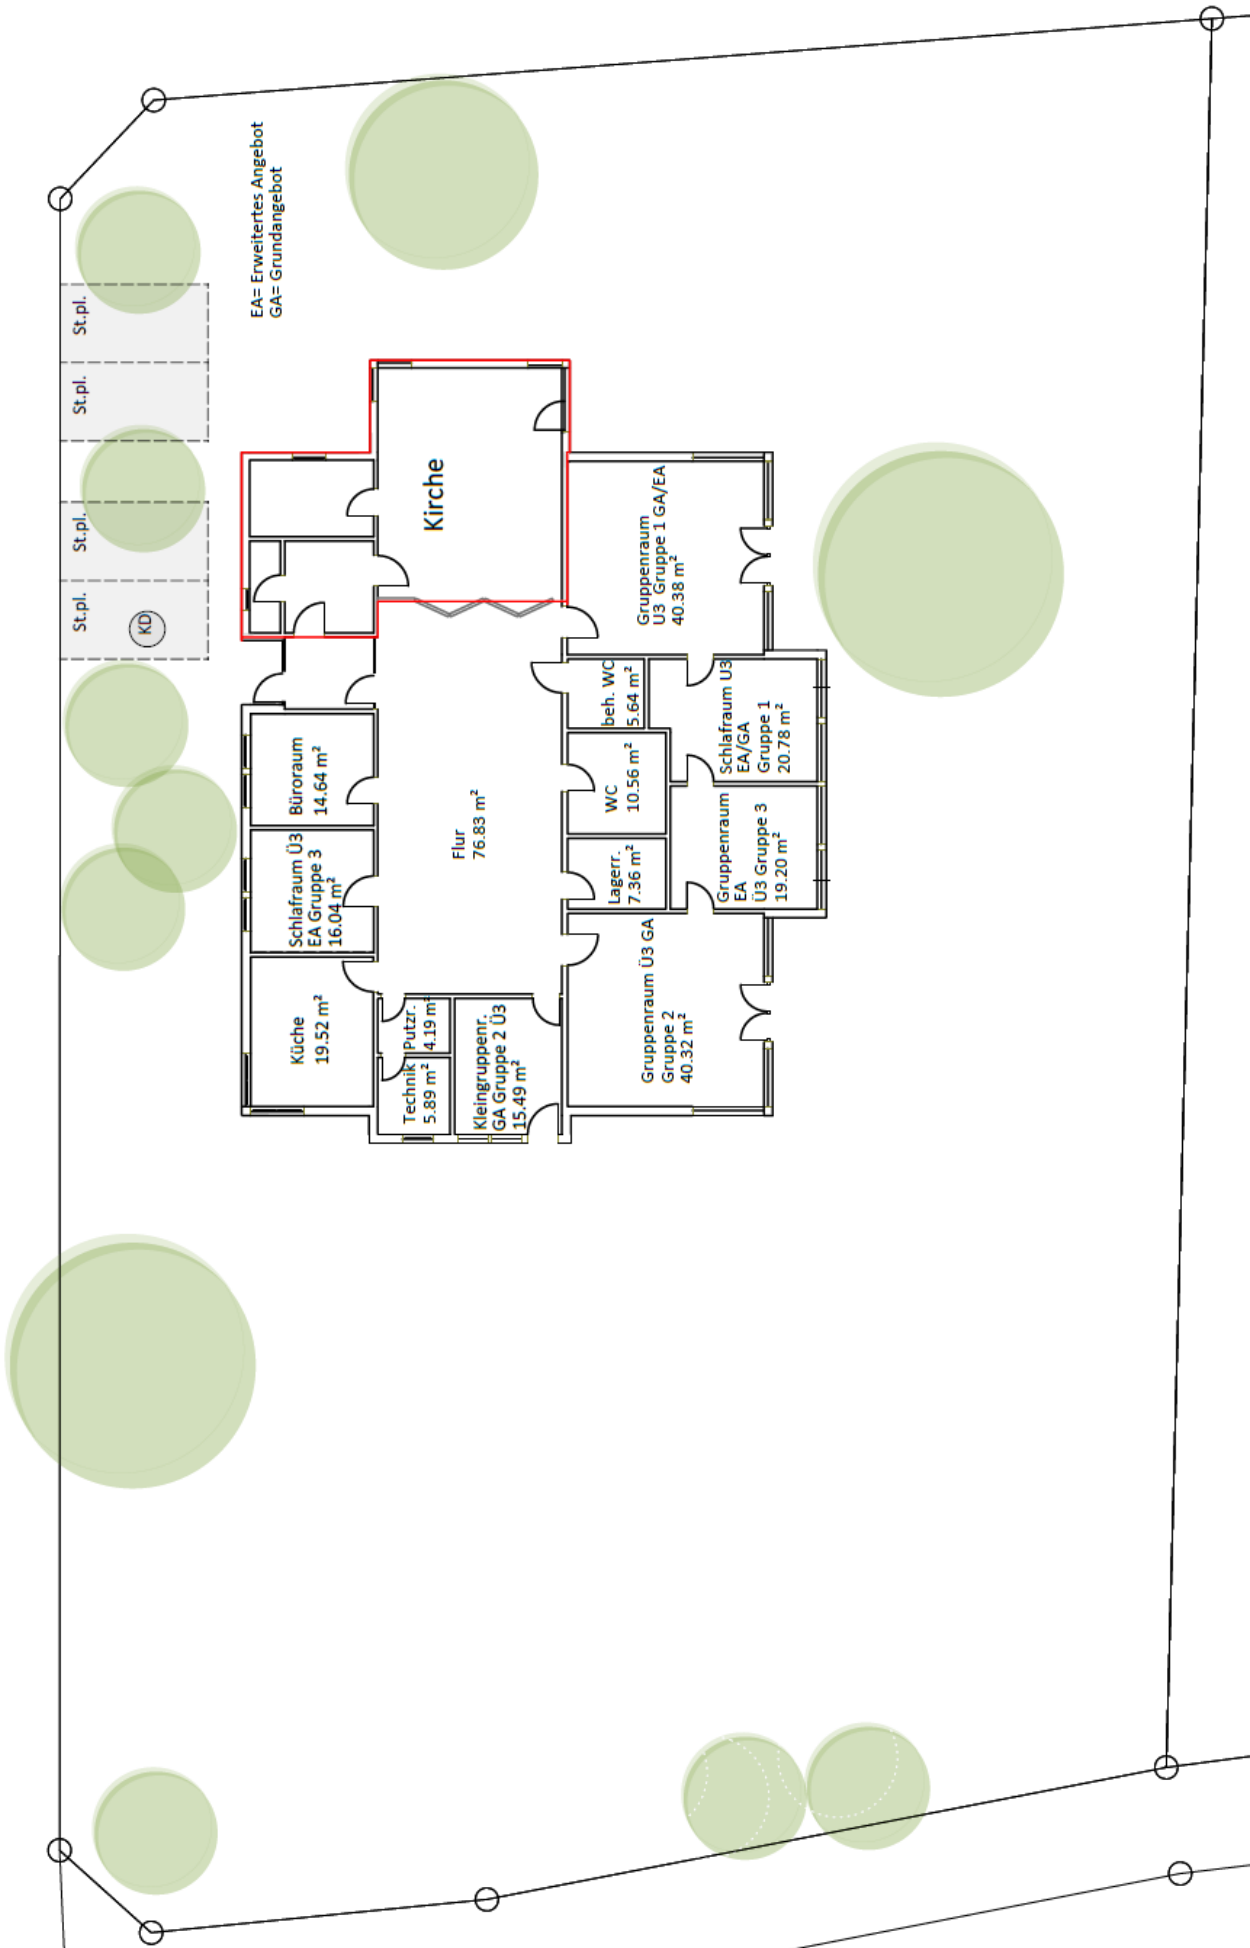 St.pl.
St.pl.
St.pl.
St.pl.
KD
EA= Erweitertes Angebot
GA= Grundangebot
Küche
19.52 m²
Schlafraum Ü3
EA Gruppe 3
16.04 m²
Büroraum
14.64 m²
Technik
5.89 m²
Putzr.
4.19 m²
Kleingruppenr.
GA Gruppe 2 Ü3
15.49 m²
Flur
76.83 m²
Kirche
Lagerr.
7.36 m²
WC
10.56 m²
beh. WC
5.64 m²
Gruppenraum Ü3 GA
Gruppe 2
40.32 m²
Gruppenraum
EA
Ü3 Gruppe 3
19.20 m²
Schlafraum Ü3
EA/GA
Gruppe 1
20.78 m²
Gruppenraum
Ü3 Gruppe 1 GA/EA
40.38 m²